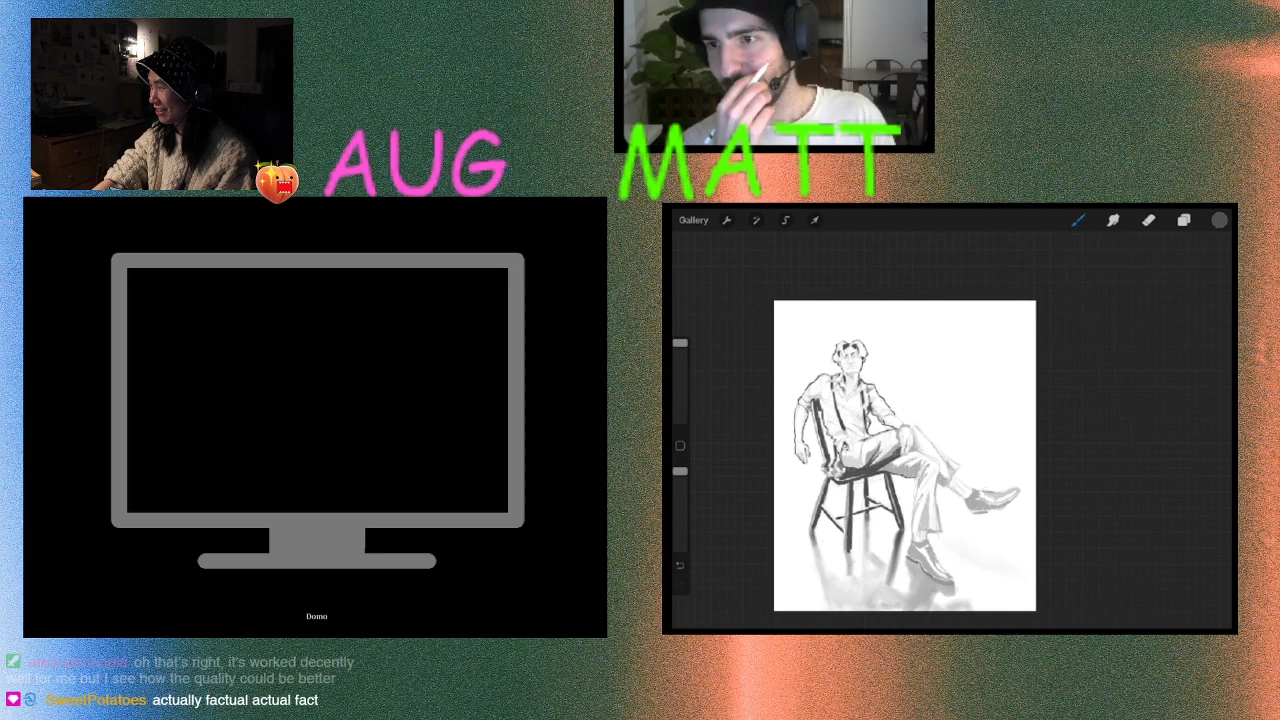 AUG
MATT
Gallery
Domo
oh that's right, it's worked decently
well for me but I see how the quality could be better
SweetPotatoes actually factual actual fact